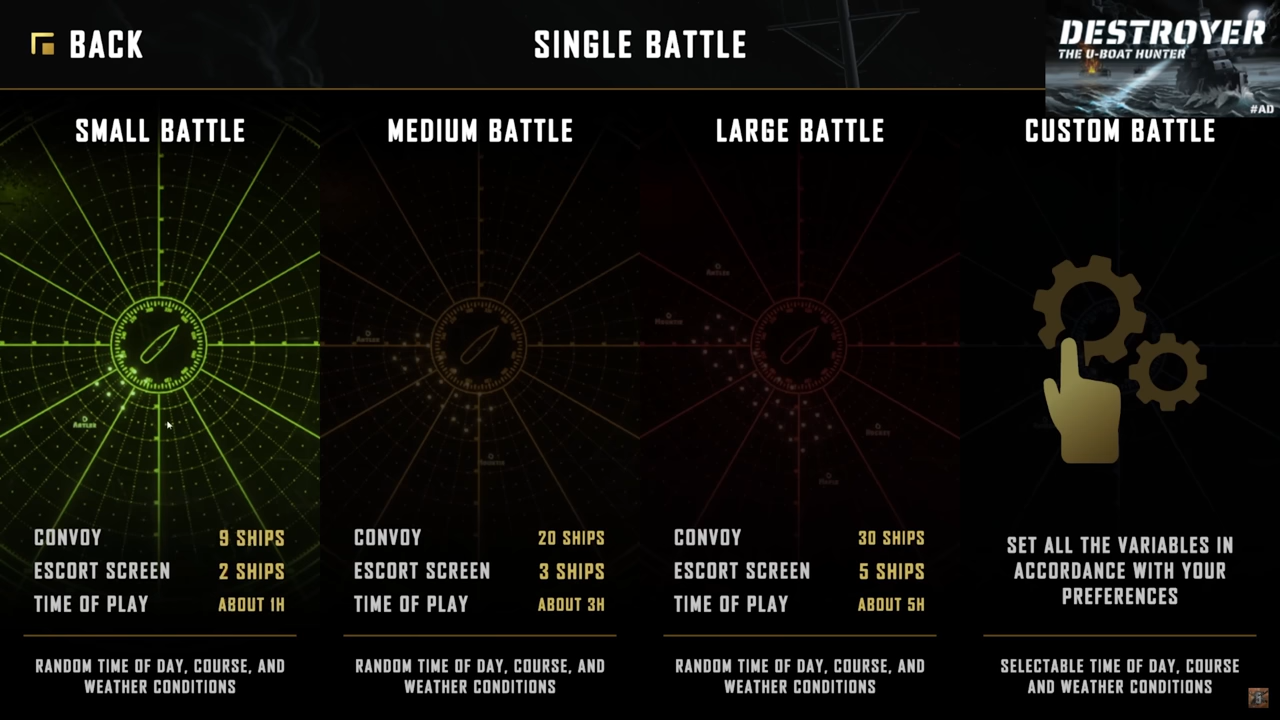 BACK
SINGLE BATTLE
DESTROYER
THE U-BOAT HUNTER
#AD
SMALL BATTLE
MEDIUM BATTLE
LARGE BATTLE
CUSTOM BATTLE
ANTLER
CONVOY 9 SHIPS
ESCORT SCREEN 2 SHIPS
TIME OF PLAY ABOUT 1H
RANDOM TIME OF DAY, COURSE, AND
WEATHER CONDITIONS
ANTLER
CONVOY 20 SHIPS
ESCORT SCREEN 3 SHIPS
TIME OF PLAY ABOUT 3H
RANDOM TIME OF DAY, COURSE, AND
WEATHER CONDITIONS
ANTLER
CONVOY 30 SHIPS
ESCORT SCREEN 5 SHIPS
TIME OF PLAY ABOUT 5H
RANDOM TIME OF DAY, COURSE, AND
WEATHER CONDITIONS
SET ALL THE VARIABLES IN
ACCORDANCE WITH YOUR
PREFERENCES
SELECTABLE TIME OF DAY, COURSE
AND WEATHER CONDITIONS